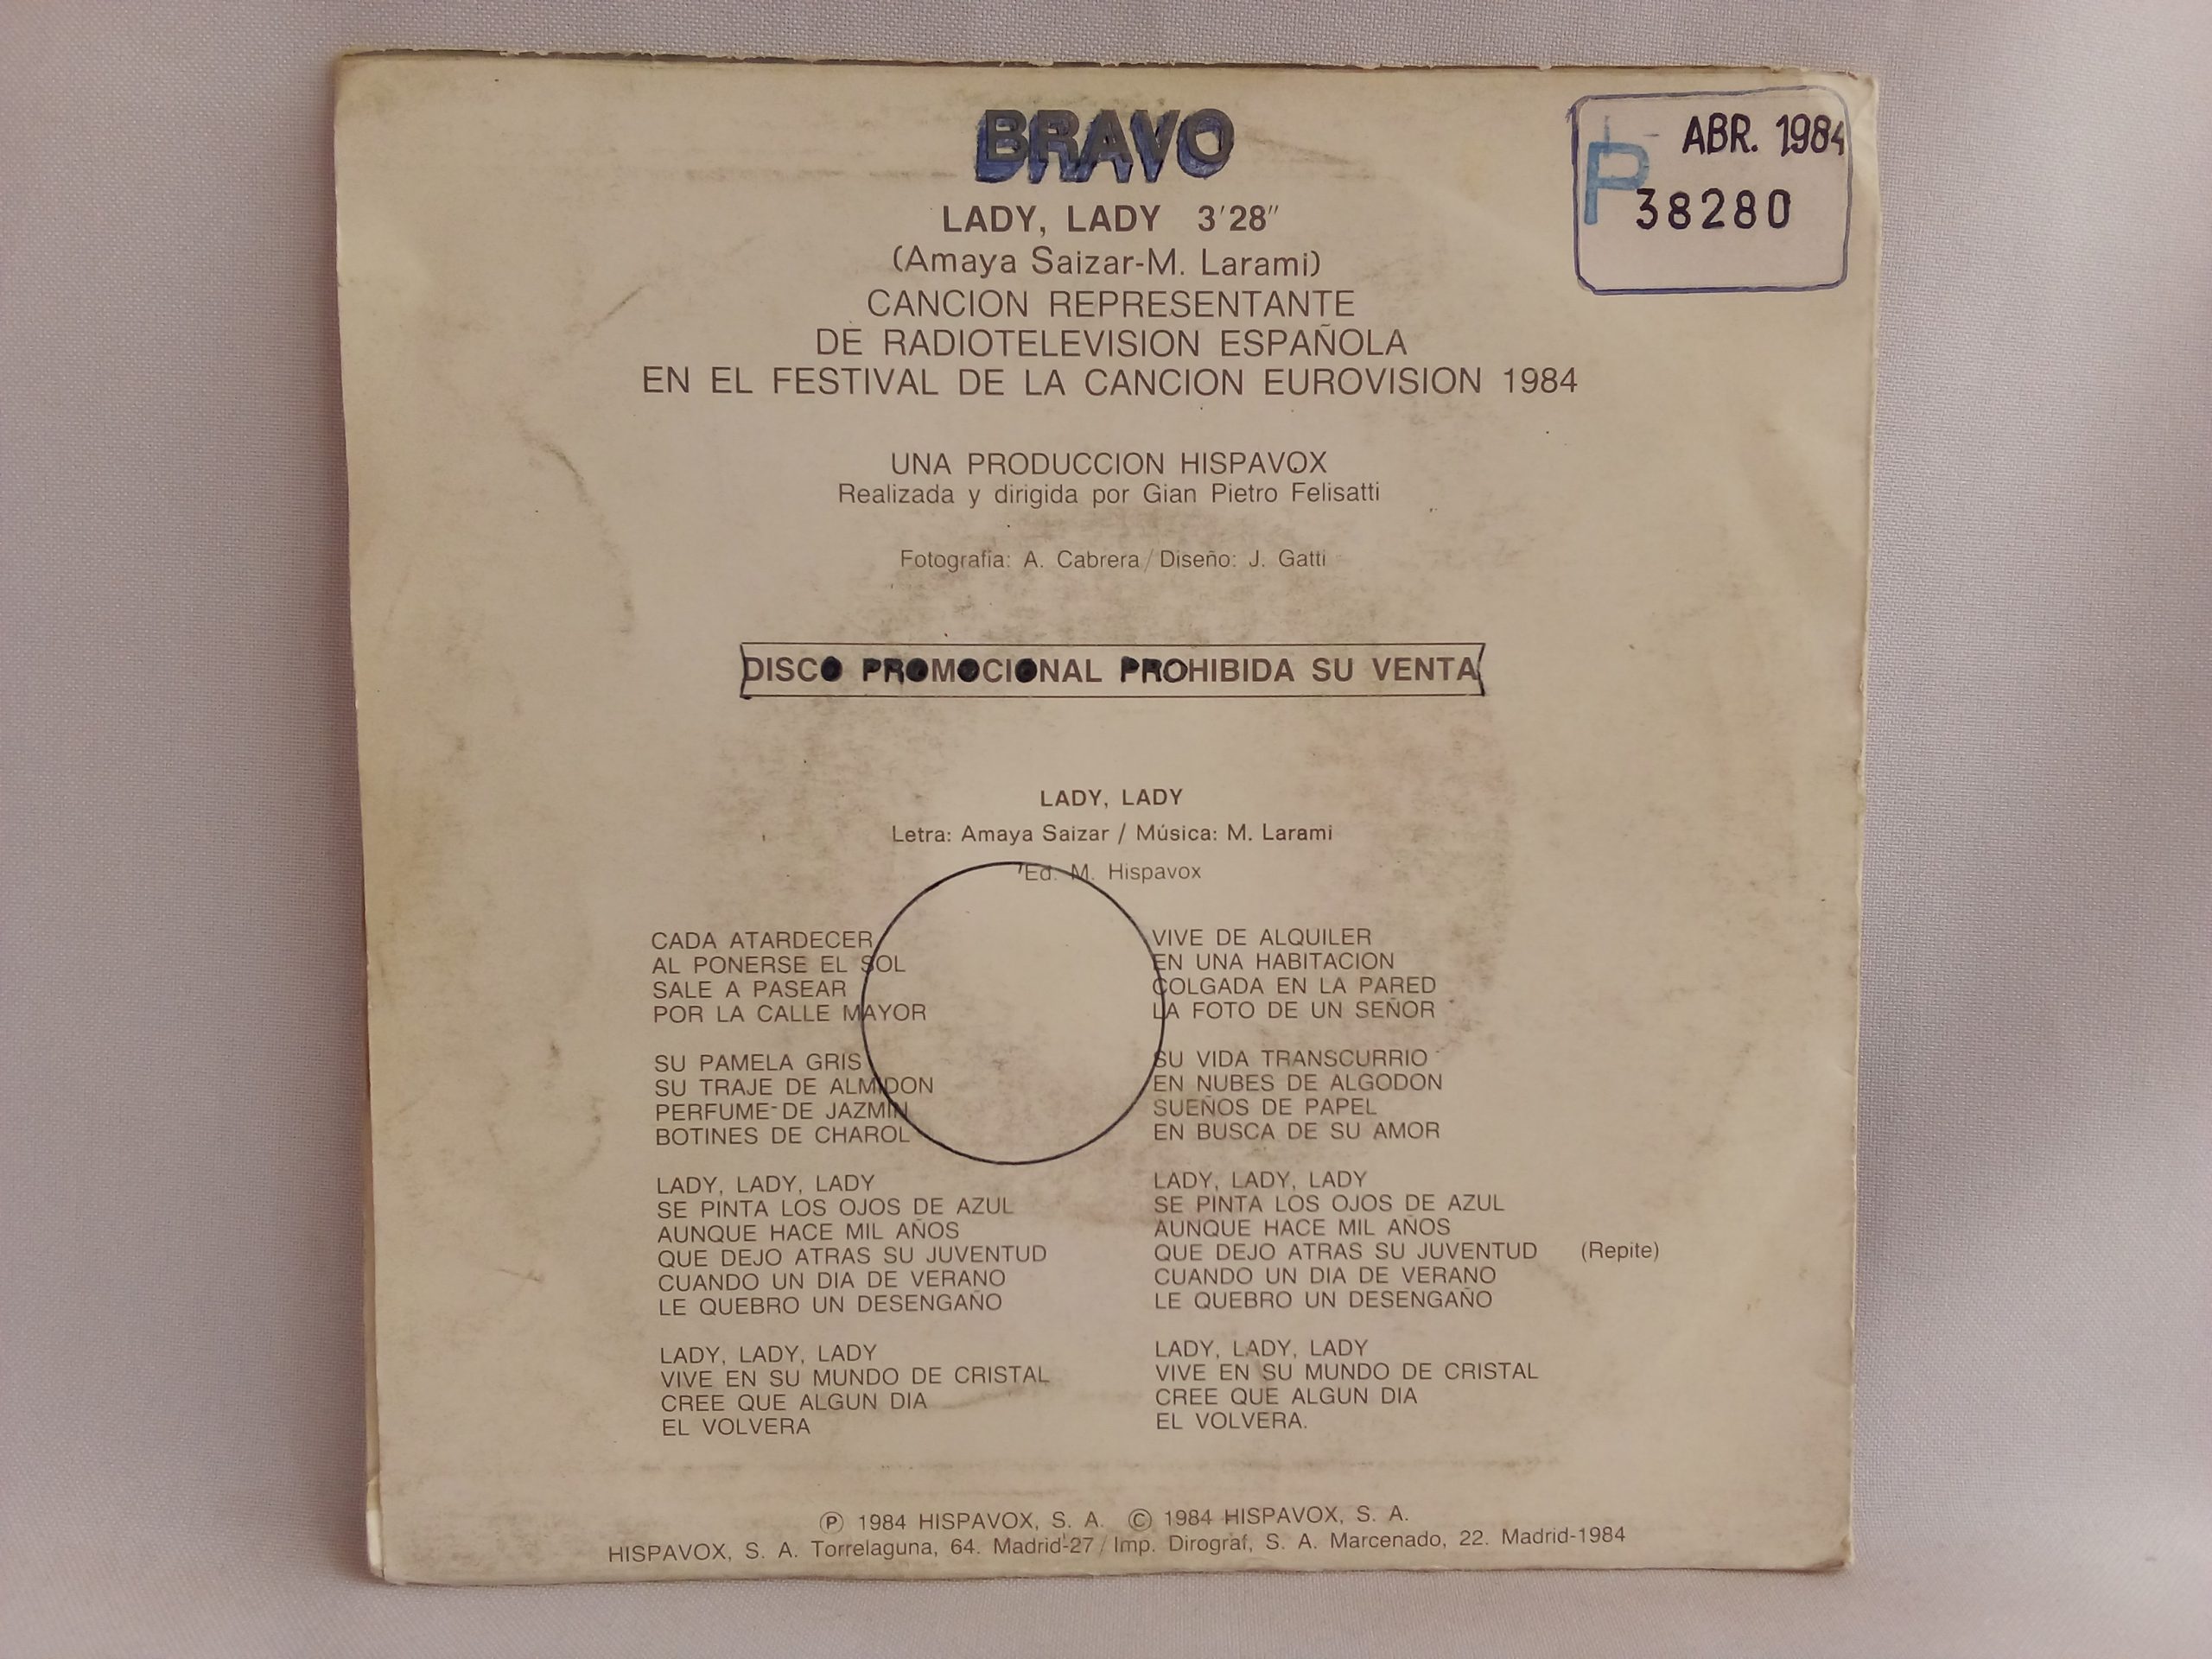 BRAVO
P ABR. 1984
38280
LADY, LADY 3'28"
(Amaya Saizar-M. Larami)
CANCION REPRESENTANTE
DE RADIOTELEVISION ESPAÑOLA
EN EL FESTIVAL DE LA CANCION EUROVISION 1984
UNA PRODUCCION HISPAVOX
Realizada y dirigida por Gian Pietro Felisatti
Fotografia: A. Cabrera / Diseño: J. Gatti
DISCO PROMOCIONAL PROHIBIDA SU VENTA
LADY, LADY
Letra: Amaya Saizar / Música: M. Larami
Ed. M. Hispavox
CADA ATARDECER
AL PONERSE EL SOL
SALE A PASEAR
POR LA CALLE MAYOR
SU PAMELA GRIS
SU TRAJE DE ALMIDON
PERFUME DE JAZMIN
BOTINES DE CHAROL
LADY, LADY, LADY
SE PINTA LOS OJOS DE AZUL
AUNQUE HACE MIL AÑOS
QUE DEJO ATRAS SU JUVENTUD
CUANDO UN DIA DE VERANO
LE QUEBRO UN DESENGAÑO
LADY, LADY, LADY
VIVE EN SU MUNDO DE CRISTAL
CREE QUE ALGUN DIA
EL VOLVERA
VIVE DE ALQUILER
EN UNA HABITACION
COLGADA EN LA PARED
LA FOTO DE UN SEÑOR
SU VIDA TRANSCURRIO
EN NUBES DE ALGODON
SUEÑOS DE PAPEL
EN BUSCA DE SU AMOR
LADY, LADY, LADY
SE PINTA LOS OJOS DE AZUL
AUNQUE HACE MIL AÑOS
QUE DEJO ATRAS SU JUVENTUD (Repite)
CUANDO UN DIA DE VERANO
LE QUEBRO UN DESENGAÑO
LADY, LADY, LADY
VIVE EN SU MUNDO DE CRISTAL
CREE QUE ALGUN DIA
EL VOLVERA.
℗ 1984 HISPAVOX, S. A. © 1984 HISPAVOX, S. A.
HISPAVOX, S. A. Torrelaguna, 64. Madrid-27 / Imp. Dirograf, S. A. Marcenado, 22. Madrid-1984